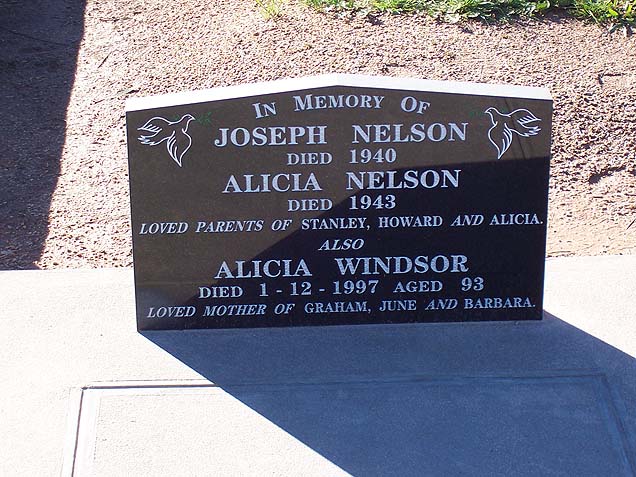 IN MEMORY OF
JOSEPH NELSON
DIED 1940
ALICIA NELSON
DIED 1943
LOVED PARENTS OF STANLEY, HOWARD AND ALICIA.
ALSO
ALICIA WINDSOR
DIED 1 - 12 - 1997 AGED 93
LOVED MOTHER OF GRAHAM, JUNE AND BARBARA.